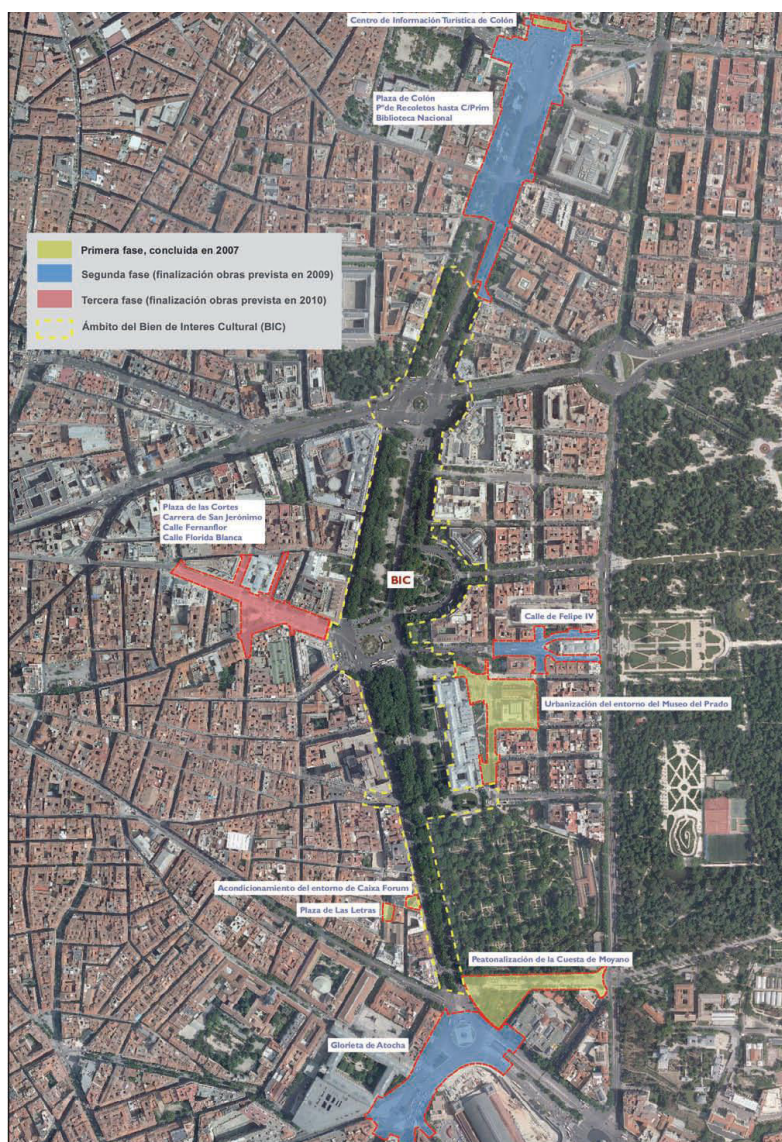 Centro de Información Turística de Colón
Plaza de Colón
Pº de Recoletos hasta C/Prim
Biblioteca Nacional
Primera fase, concluida en 2007
Segunda fase (finalización obras prevista en 2009)
Tercera fase (finalización obras prevista en 2010)
Ámbito del Bien de Interes Cultural (BIC)
Plaza de las Cortes
Carrera de San Jerónimo
Calle Fernanflor
Calle Florida Blanca
BIC
Calle de Felipe IV
Urbanización del entorno del Museo del Prado
Acondicionamiento del entorno de Caixa Forum
Plaza de Las Letras
Peatonalización de la Cuesta de Moyano
Glorieta de Atocha